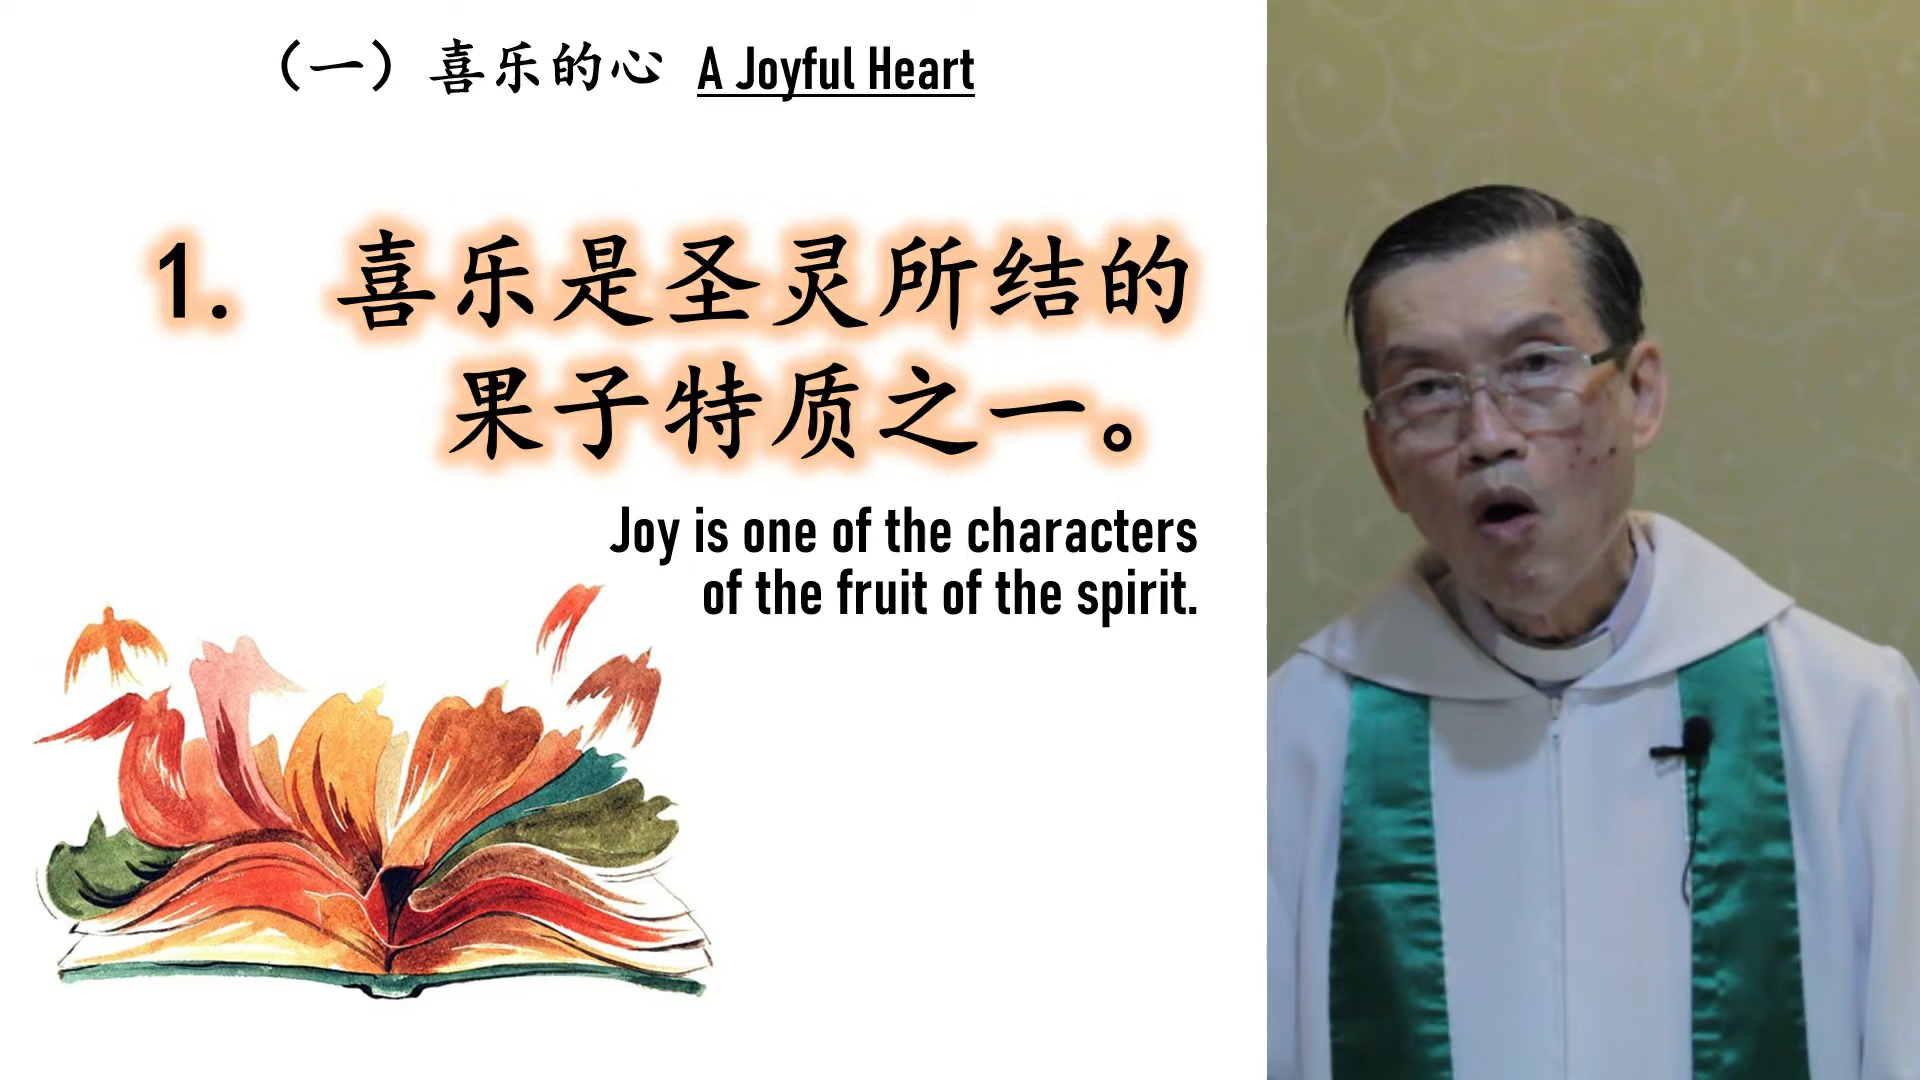 （一）喜乐的心 A Joyful Heart
1. 喜乐是圣灵所结的
果子特质之一。
Joy is one of the characters
of the fruit of the spirit.